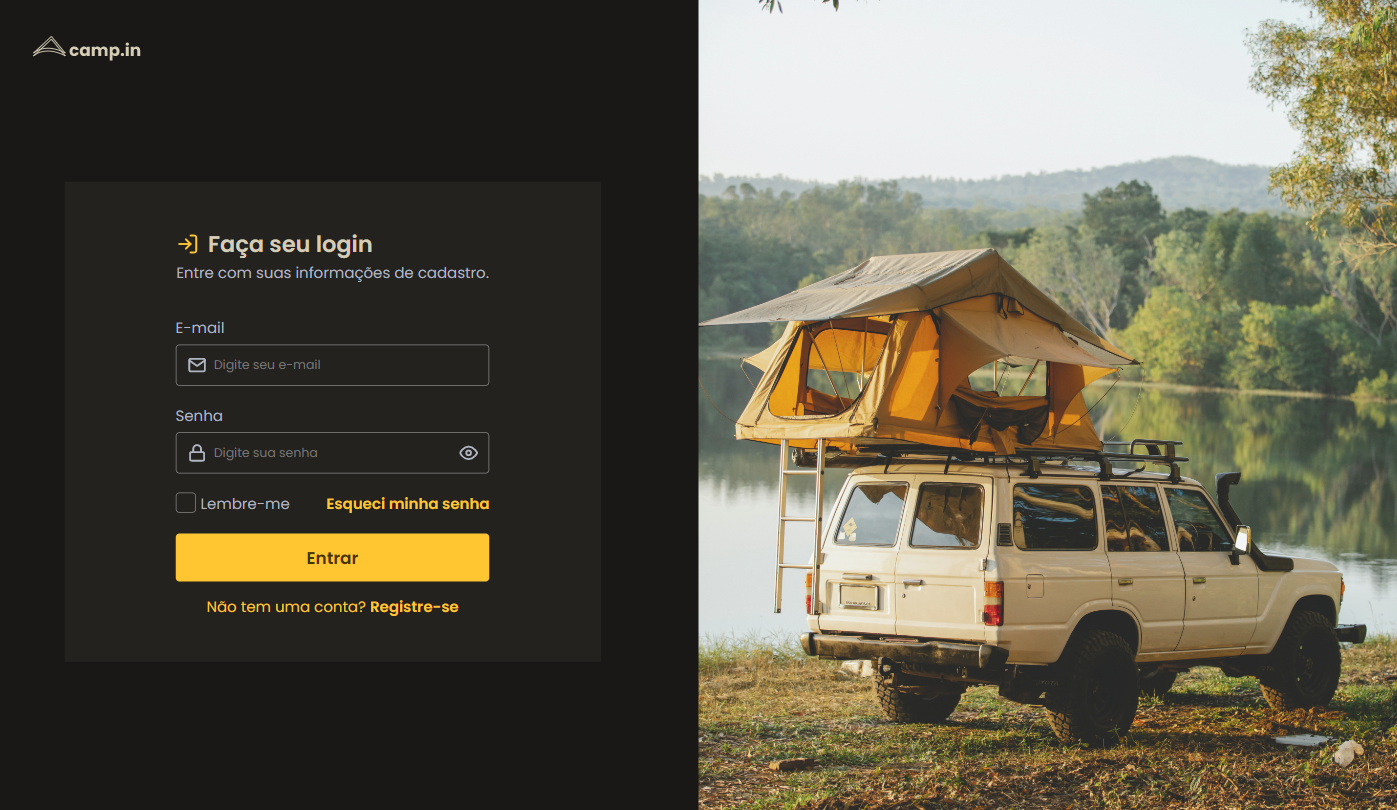 camp.in
Faça seu login
Entre com suas informações de cadastro.
E-mail
Digite seu e-mail
Senha
Digite sua senha
Lembre-me Esqueci minha senha
Entrar
Não tem uma conta? Registre-se